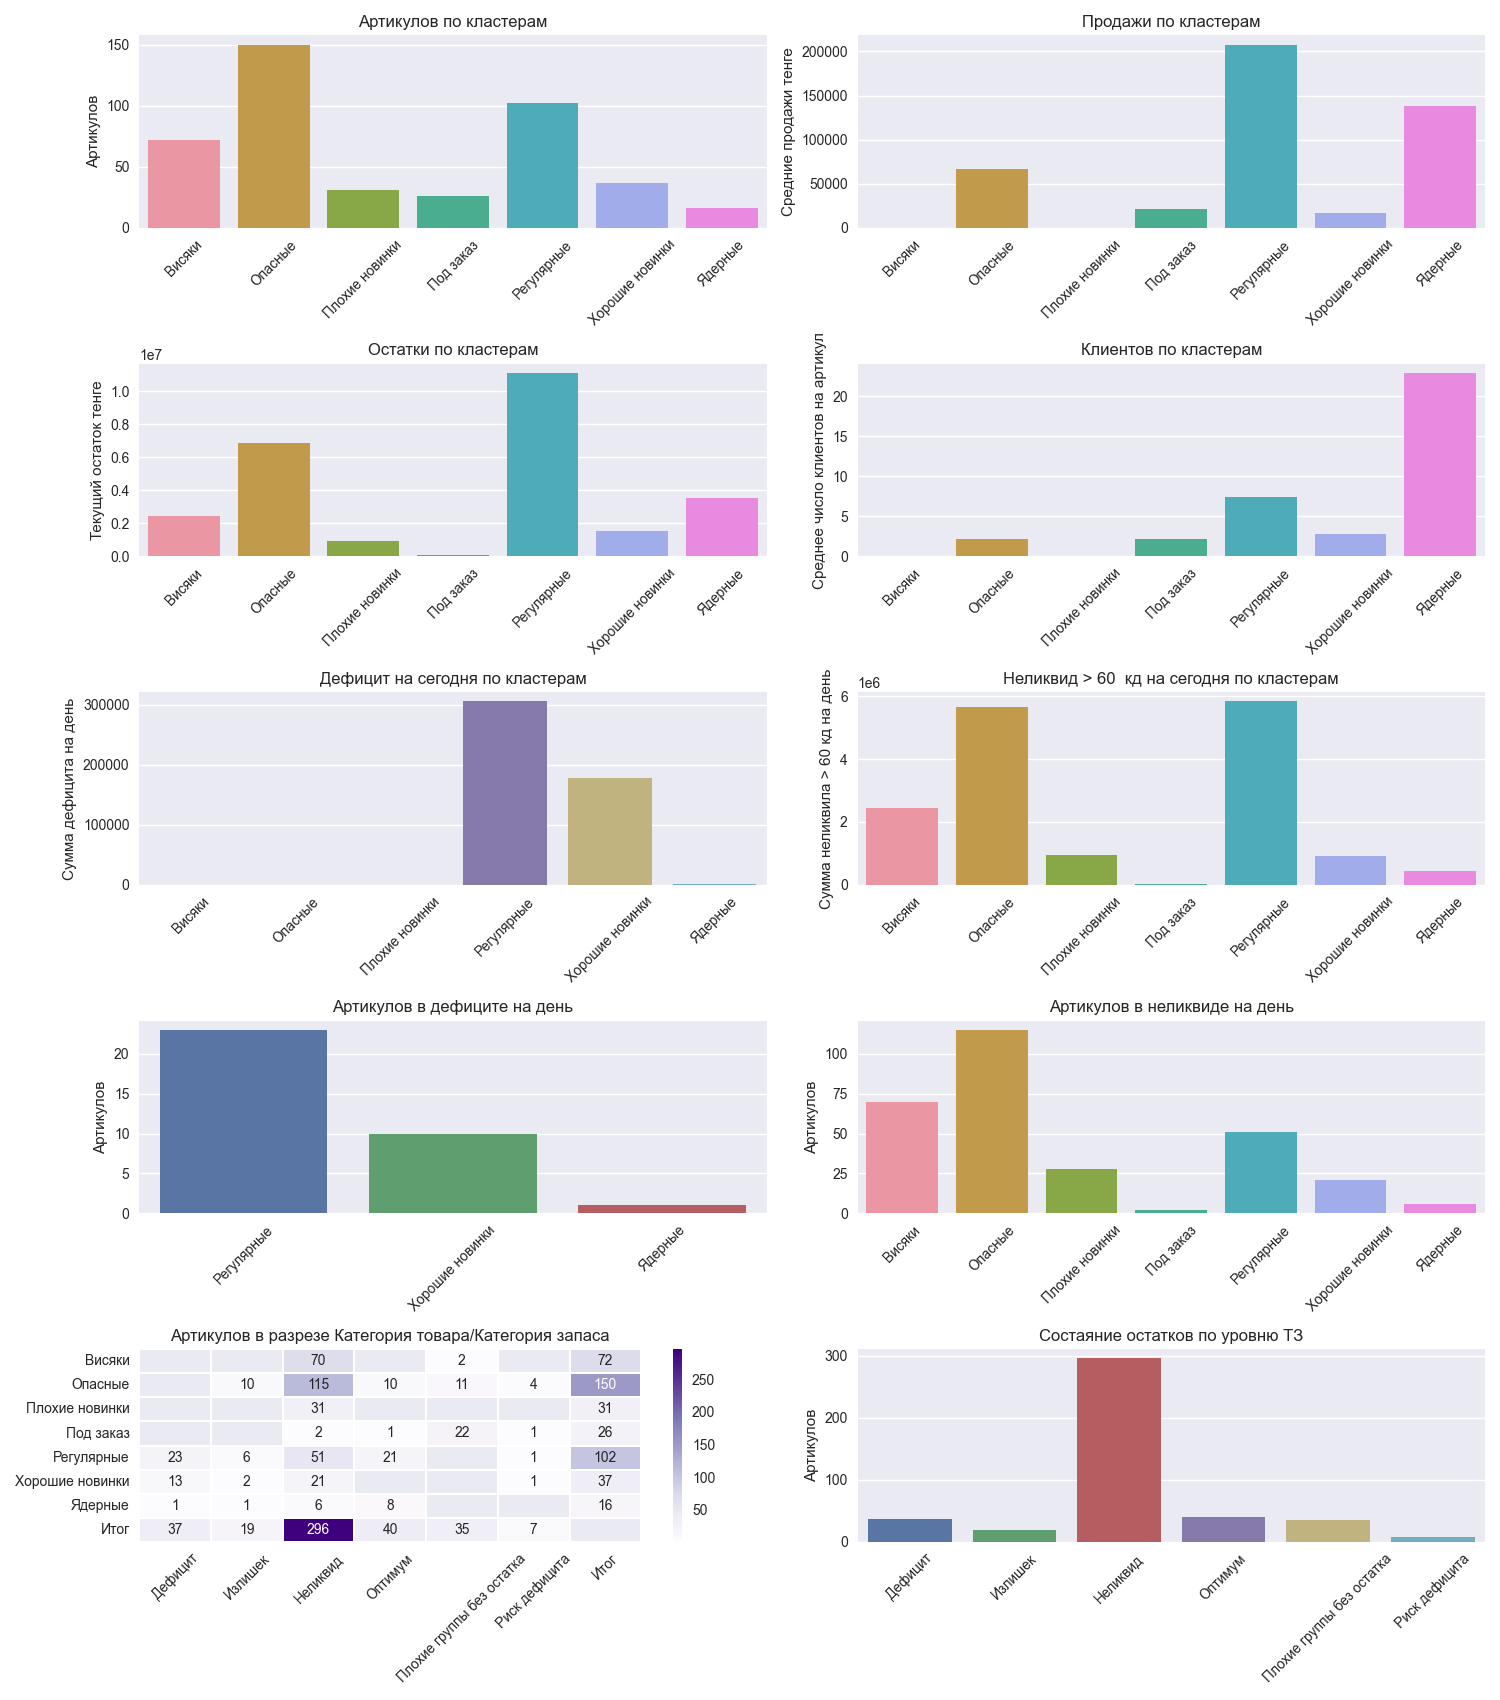 Артикулов по кластерам
Артикулов
150
100
50
0
Висяки
Опасные
Плохие новинки
Под заказ
Регулярные
Хорошие новинки
Ядерные
Продажи по кластерам
Средние продажи тенге
200000
150000
100000
50000
0
Висяки
Опасные
Плохие новинки
Под заказ
Регулярные
Хорошие новинки
Ядерные
Остатки по кластерам
1e7
Текущий остаток тенге
1.0
0.8
0.6
0.4
0.2
0.0
Висяки
Опасные
Плохие новинки
Под заказ
Регулярные
Хорошие новинки
Ядерные
Клиентов по кластерам
Среднее число клиентов на артикул
20
15
10
5
0
Висяки
Опасные
Плохие новинки
Под заказ
Регулярные
Хорошие новинки
Ядерные
Дефицит на сегодня по кластерам
Сумма дефицита на день
300000
200000
100000
0
Висяки
Опасные
Плохие новинки
Регулярные
Хорошие новинки
Ядерные
Неликвид > 60 кд на сегодня по кластерам
1e6
Сумма неликвила > 60 кд на день
6
4
2
0
Висяки
Опасные
Плохие новинки
Под заказ
Регулярные
Хорошие новинки
Ядерные
Артикулов в дефиците на день
Артикулов
20
15
10
5
0
Регулярные
Хорошие новинки
Ядерные
Артикулов в неликвиде на день
Артикулов
100
75
50
25
0
Висяки
Опасные
Плохие новинки
Под заказ
Регулярные
Хорошие новинки
Ядерные
Артикулов в разрезе Категория товара/Категория запаса
Висяки 70 2 72
Опасные 10 115 10 11 4 150
Плохие новинки 31 31
Под заказ 2 1 22 1 26
Регулярные 23 6 51 21 1 102
Хорошие новинки 13 2 21 1 37
Ядерные 1 1 6 8 16
Итог 37 19 296 40 35 7
Дефицит
Излишек
Неликвид
Оптимум
Плохие группы без остатка
Риск дефицита
Итог
250
200
150
100
50
Состаяние остатков по уровню ТЗ
Артикулов
300
200
100
0
Дефицит
Излишек
Неликвид
Оптимум
Плохие группы без остатка
Риск дефицита